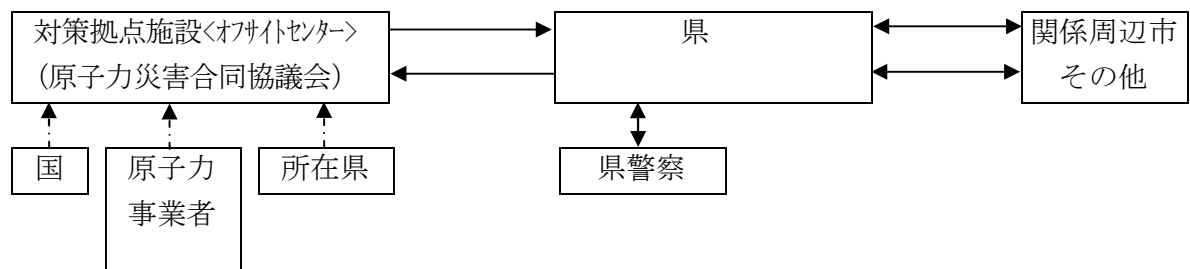 対策拠点施設<ｵﾌｻｲﾄｾﾝﾀｰ>
(原子力災害合同協議会)
県
関係周辺市
その他
国
原子力
事業者
所在県
県警察